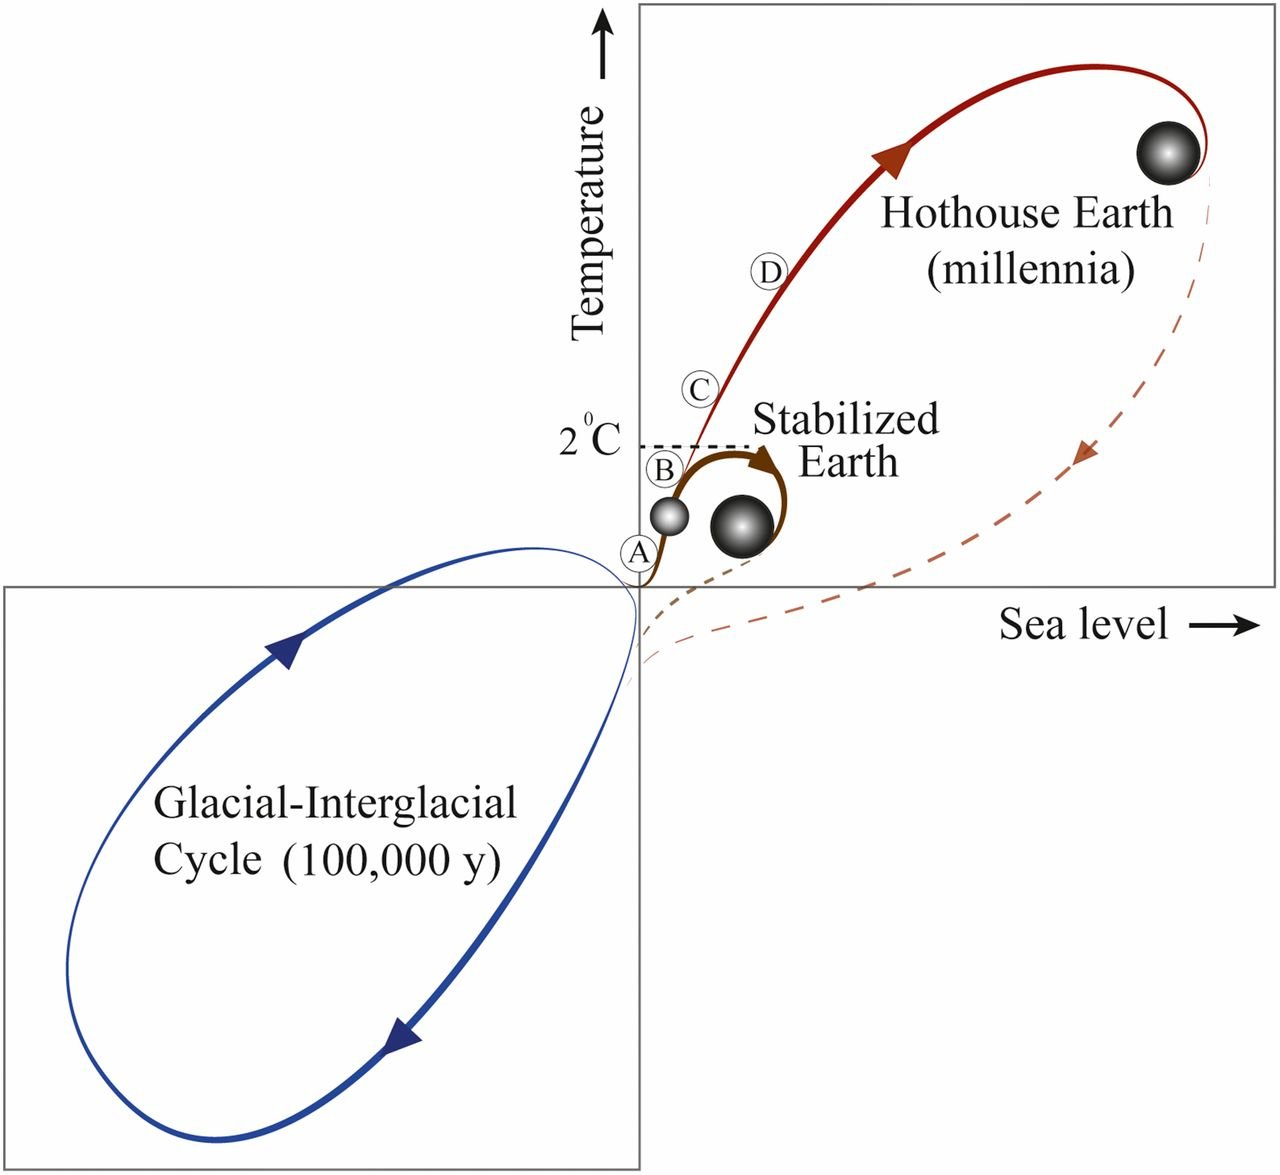 Temperature
Hothouse Earth
(millennia)
D
C
2⁰C
Stabilized
Earth
B
A
Sea level
Glacial-Interglacial
Cycle (100,000 y)